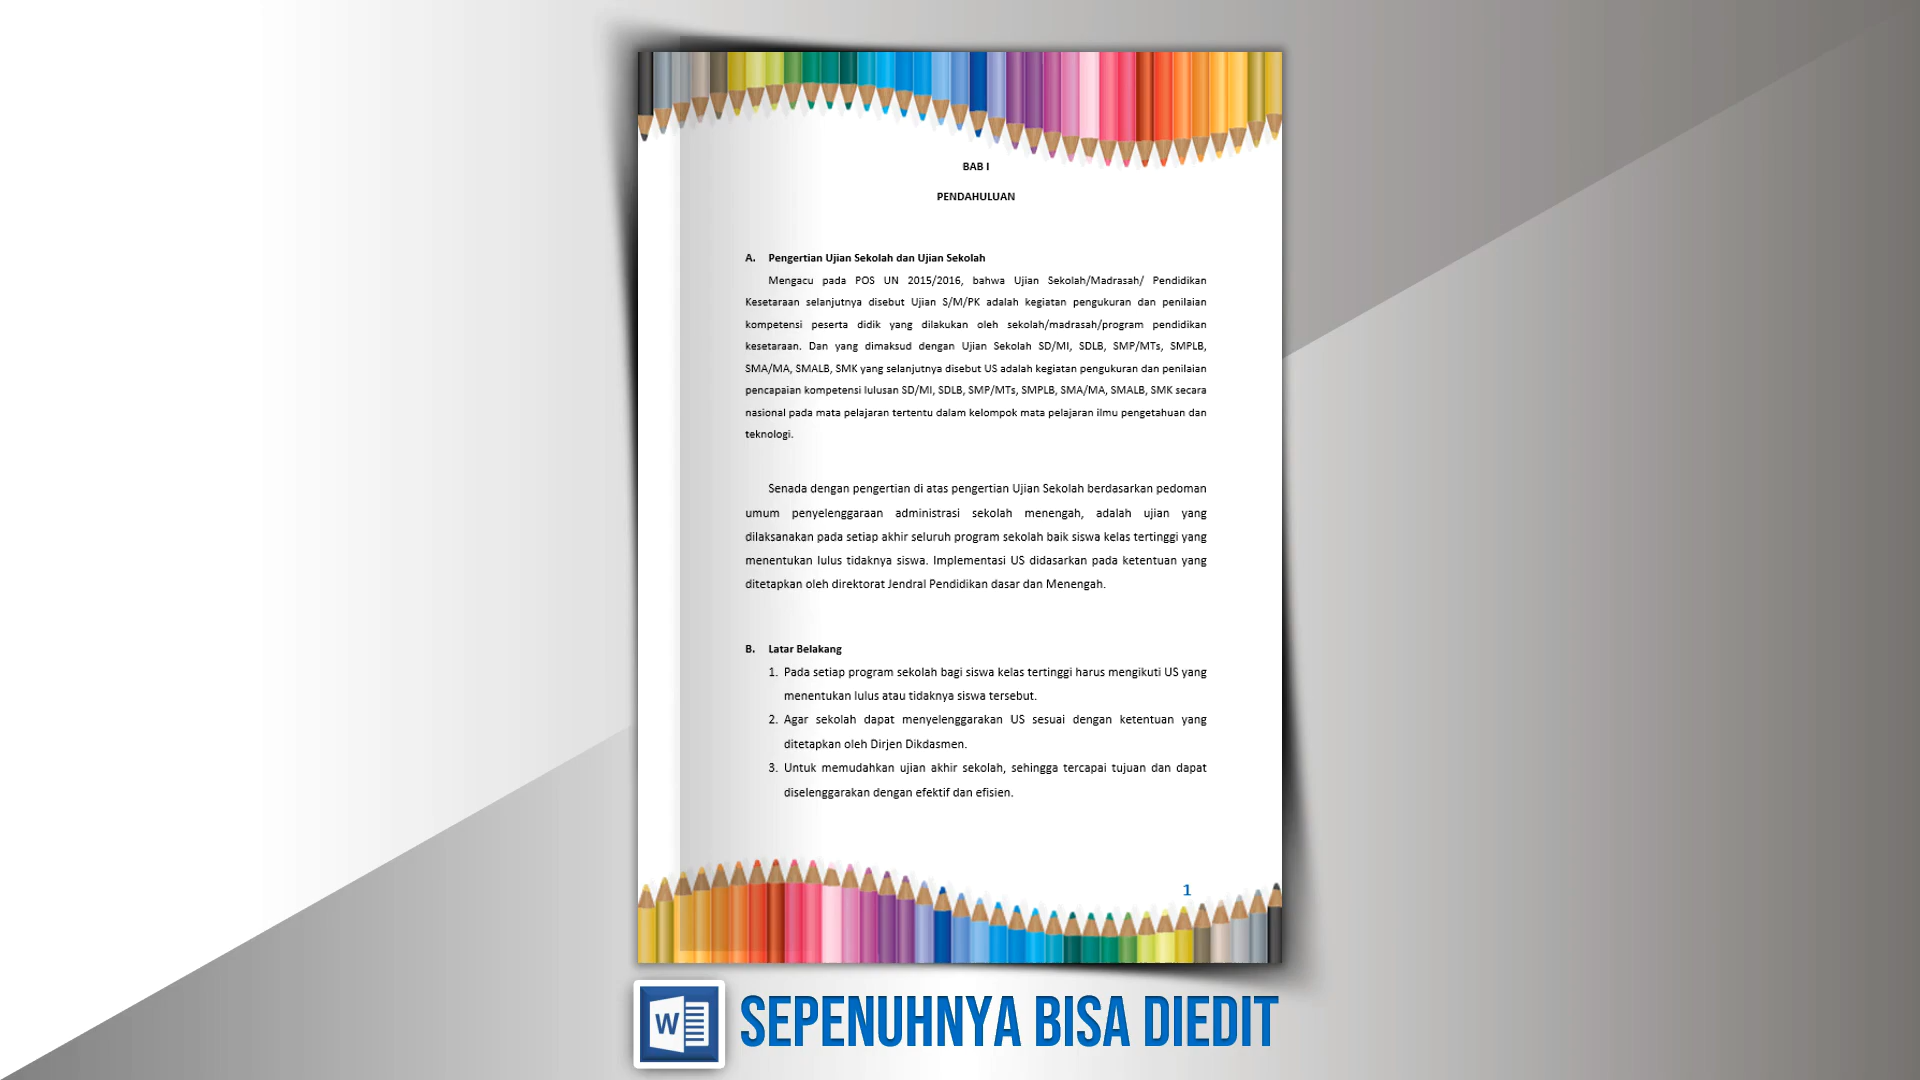 BAB I
PENDAHULUAN
A. Pengertian Ujian Sekolah dan Ujian Sekolah
Mengacu pada POS UN 2015/2016, bahwa Ujian Sekolah/Madrasah/ Pendidikan
Kesetaraan selanjutnya disebut Ujian S/M/PK adalah kegiatan pengukuran dan penilaian
kompetensi peserta didik yang dilakukan oleh sekolah/madrasah/program pendidikan
kesetaraan. Dan yang dimaksud dengan Ujian Sekolah SD/MI, SDLB, SMP/MTs, SMPLB,
SMA/MA, SMALB, SMK yang selanjutnya disebut US adalah kegiatan pengukuran dan penilaian
pencapaian kompetensi lulusan SD/MI, SDLB, SMP/MTs, SMPLB, SMA/MA, SMALB, SMK secara
nasional pada mata pelajaran tertentu dalam kelompok mata pelajaran ilmu pengetahuan dan
teknologi.
Senada dengan pengertian di atas pengertian Ujian Sekolah berdasarkan pedoman
umum penyelenggaraan administrasi sekolah menengah, adalah ujian yang
dilaksanakan pada setiap akhir seluruh program sekolah baik siswa kelas tertinggi yang
menentukan lulus tidaknya siswa. Implementasi US didasarkan pada ketentuan yang
ditetapkan oleh direktorat Jendral Pendidikan dasar dan Menengah.
B. Latar Belakang
1. Pada setiap program sekolah bagi siswa kelas tertinggi harus mengikuti US yang
menentukan lulus atau tidaknya siswa tersebut.
2. Agar sekolah dapat menyelenggarakan US sesuai dengan ketentuan yang
ditetapkan oleh Dirjen Dikdasmen.
3. Untuk memudahkan ujian akhir sekolah, sehingga tercapai tujuan dan dapat
diselenggarakan dengan efektif dan efisien.
1
W
SEPENUHNYA BISA DIEDIT